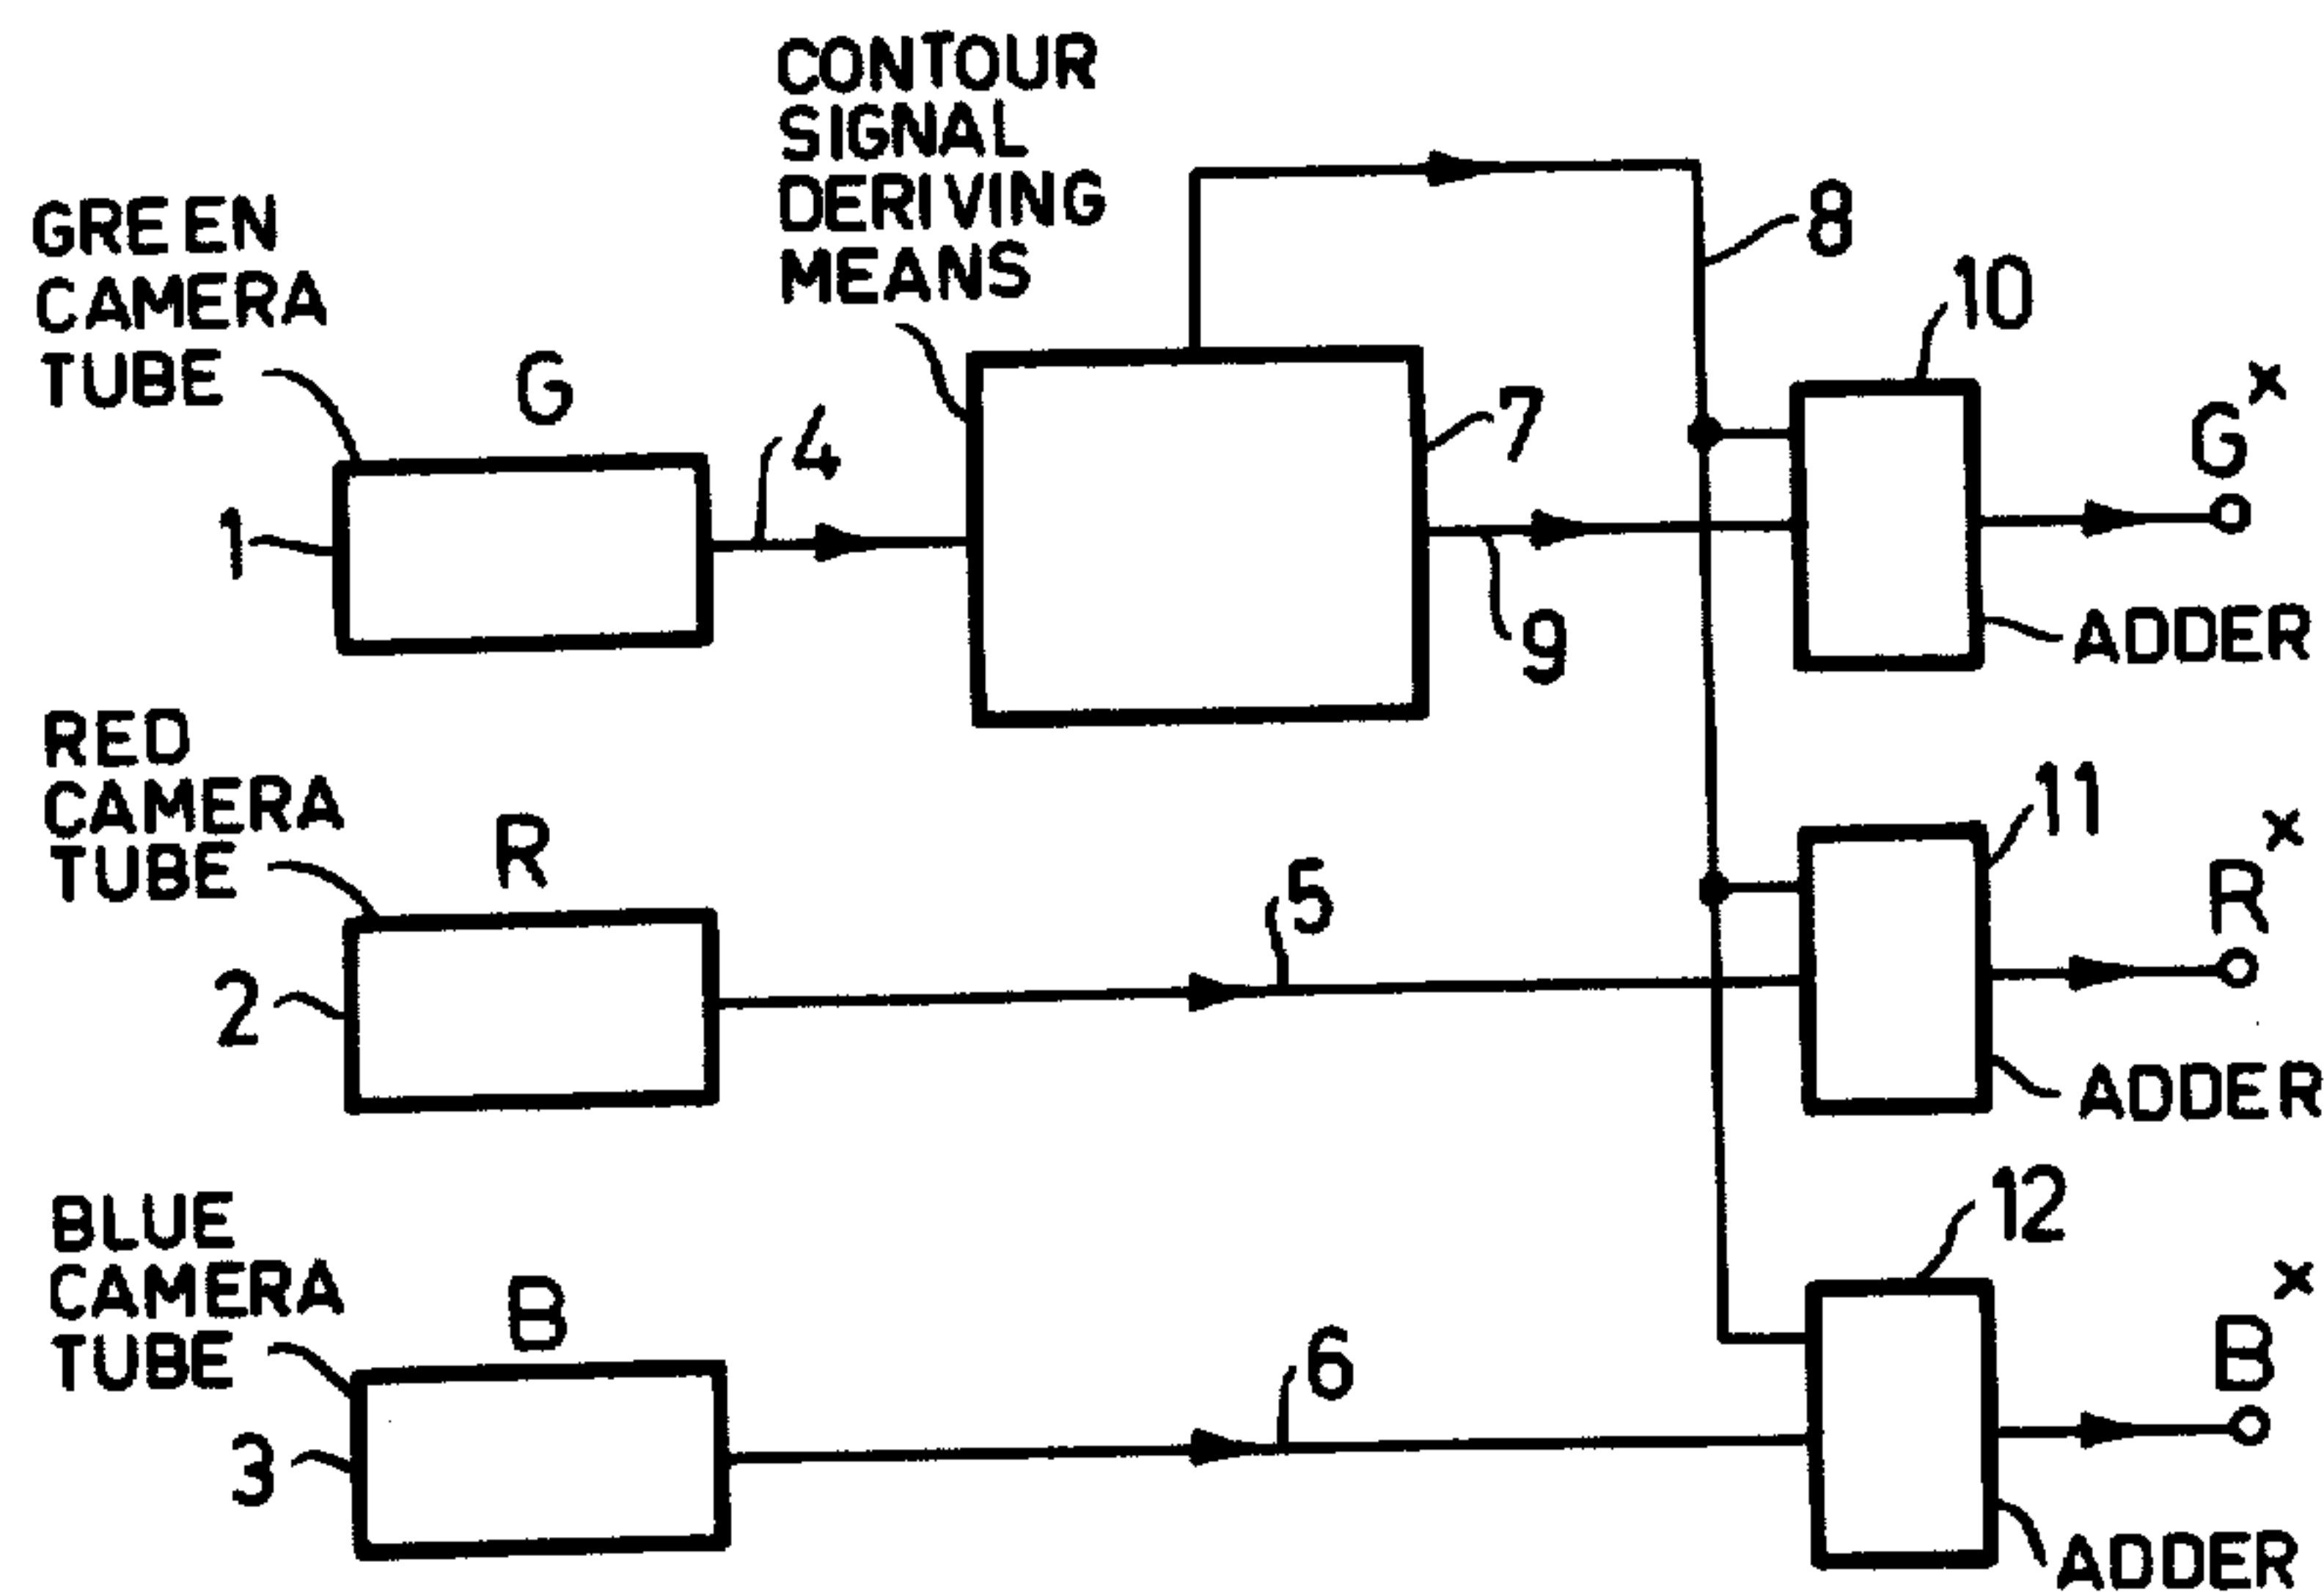 CONTOUR
SIGNAL
DERIVING
MEANS
GREEN
CAMERA
TUBE
G
1
4
7
8
9
10
G×
ADDER
RED
CAMERA
TUBE
R
2
5
11
R×
ADDER
BLUE
CAMERA
TUBE
B
3
6
12
B×
ADDER